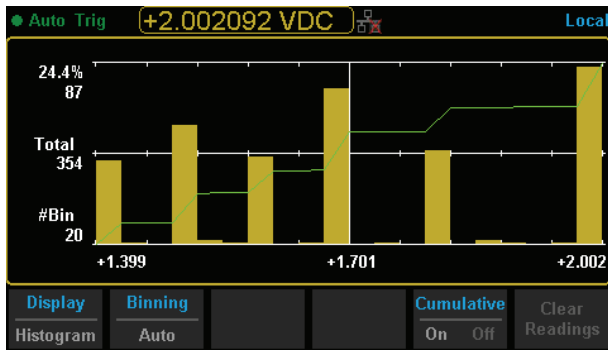 Auto Trig +2.002092 VDC Local
24.4%
87
Total
354
#Bin
20
+1.399 +1.701 +2.002
Display Binning Cumulative Clear
Histogram Auto On Off Readings